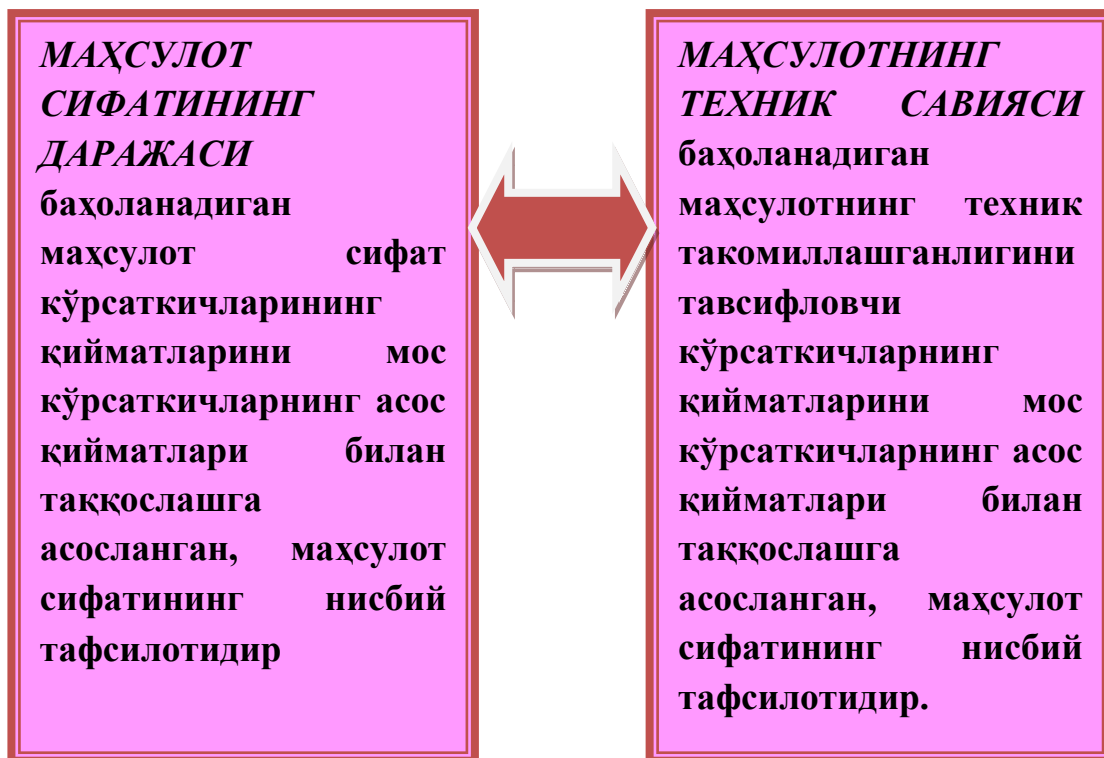 МАҲСУЛОТ
СИФАТИНИНГ
ДАРАЖАСИ
баҳоланадиган
маҳсулот сифат
кўрсаткичларининг
қийматларини мос
кўрсаткичларнинг асос
қийматлари билан
таққослашга
асосланган, маҳсулот
сифатининг нисбий
тафсилотидир
МАҲСУЛОТНИНГ
ТЕХНИК САВИЯСИ
баҳоланадиган
маҳсулотнинг техник
такомиллашганлигини
тавсифловчи
кўрсаткичларнинг
қийматларини мос
кўрсаткичларнинг асос
қийматлари билан
таққослашга
асосланган, маҳсулот
сифатининг нисбий
тафсилотидир.